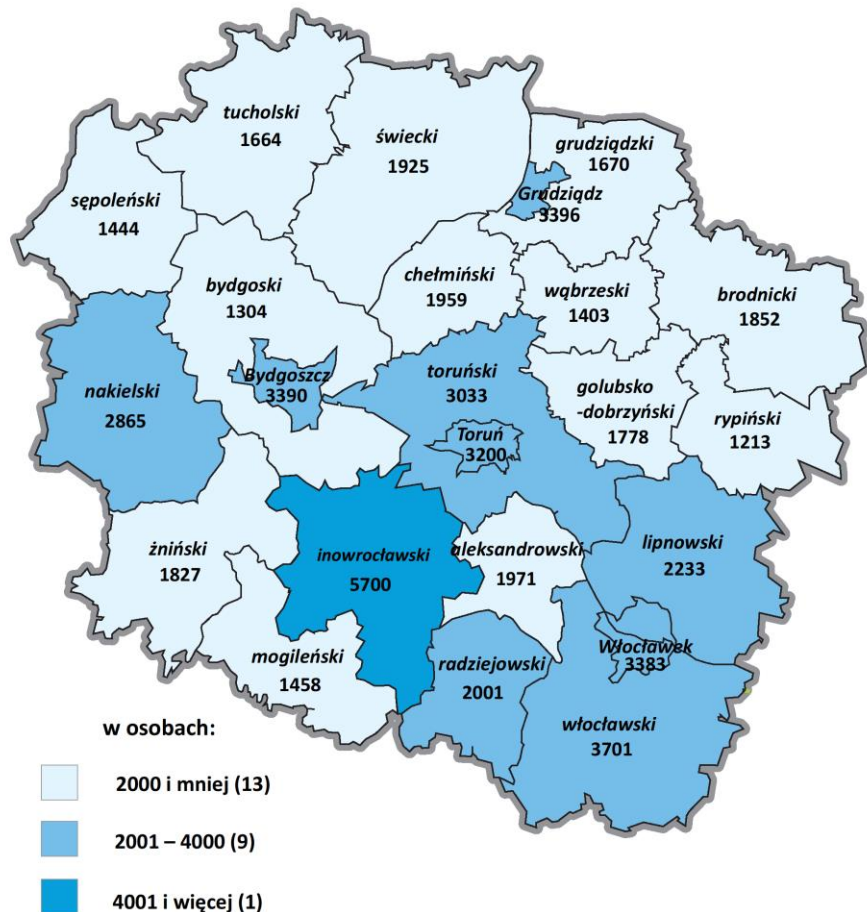 tucholski
1664
świecki
1925
grudziądzki
1670
Grudziądz
3396
sępoleński
1444
bydgoski
1304
chełmiński
1959
wąbrzeski
1403
brodnicki
1852
nakielski
2865
Bydgoszcz
3390
toruński
3033
Toruń
3200
golubsko
-dobrzyński
1778
rypiński
1213
żniński
1827
inowrocławski
5700
aleksandrowski
1971
lipnowski
2233
mogileński
1458
radziejowski
2001
Włocławek
3383
włocławski
3701
w osobach:
2000 i mniej (13)
2001 – 4000 (9)
4001 i więcej (1)